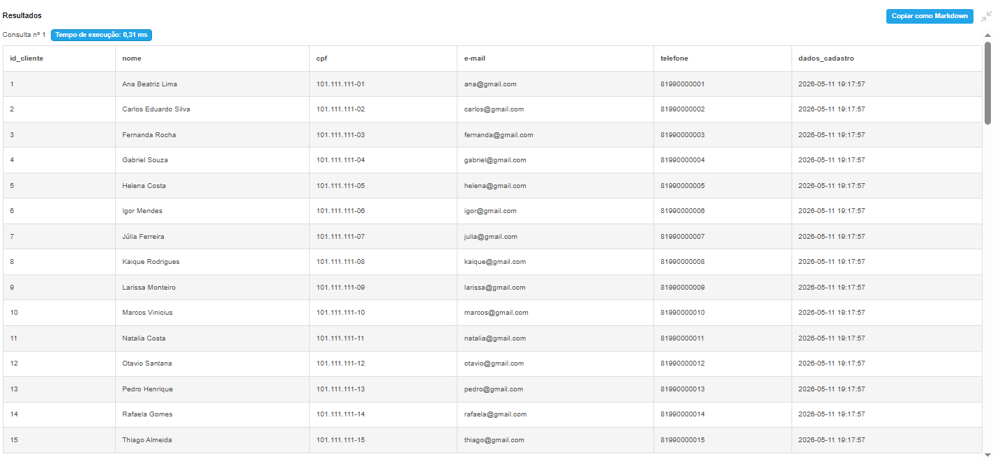 Resultados
Copiar como Markdown
Consulta nº 1 Tempo de execução: 0,31 ms
id_cliente nome cpf e-mail telefone dados_cadastro
1 Ana Beatriz Lima 101.111.111-01 ana@gmail.com 81990000001 2026-05-11 19:17:57
2 Carlos Eduardo Silva 101.111.111-02 carlos@gmail.com 81990000002 2026-05-11 19:17:57
3 Fernanda Rocha 101.111.111-03 fernanda@gmail.com 81990000003 2026-05-11 19:17:57
4 Gabriel Souza 101.111.111-04 gabriel@gmail.com 81990000004 2026-05-11 19:17:57
5 Helena Costa 101.111.111-05 helena@gmail.com 81990000005 2026-05-11 19:17:57
6 Igor Mendes 101.111.111-06 igor@gmail.com 81990000006 2026-05-11 19:17:57
7 Júlia Ferreira 101.111.111-07 julia@gmail.com 81990000007 2026-05-11 19:17:57
8 Kaique Rodrigues 101.111.111-08 kaique@gmail.com 81990000008 2026-05-11 19:17:57
9 Larissa Monteiro 101.111.111-09 larissa@gmail.com 81990000009 2026-05-11 19:17:57
10 Marcos Vinicius 101.111.111-10 marcos@gmail.com 81990000010 2026-05-11 19:17:57
11 Natalia Costa 101.111.111-11 natalia@gmail.com 81990000011 2026-05-11 19:17:57
12 Otavio Santana 101.111.111-12 otavio@gmail.com 81990000012 2026-05-11 19:17:57
13 Pedro Henrique 101.111.111-13 pedro@gmail.com 81990000013 2026-05-11 19:17:57
14 Rafaela Gomes 101.111.111-14 rafaela@gmail.com 81990000014 2026-05-11 19:17:57
15 Thiago Almeida 101.111.111-15 thiago@gmail.com 81990000015 2026-05-11 19:17:57